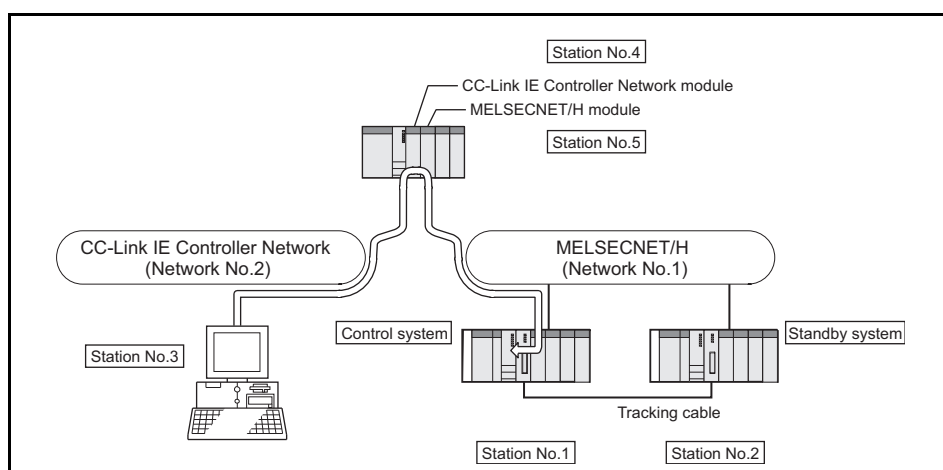 Station No.4
CC-Link IE Controller Network module
MELSECNET/H module
Station No.5
CC-Link IE Controller Network
(Network No.2)
MELSECNET/H
(Network No.1)
Control system
Standby system
Station No.3
Tracking cable
Station No.1
Station No.2